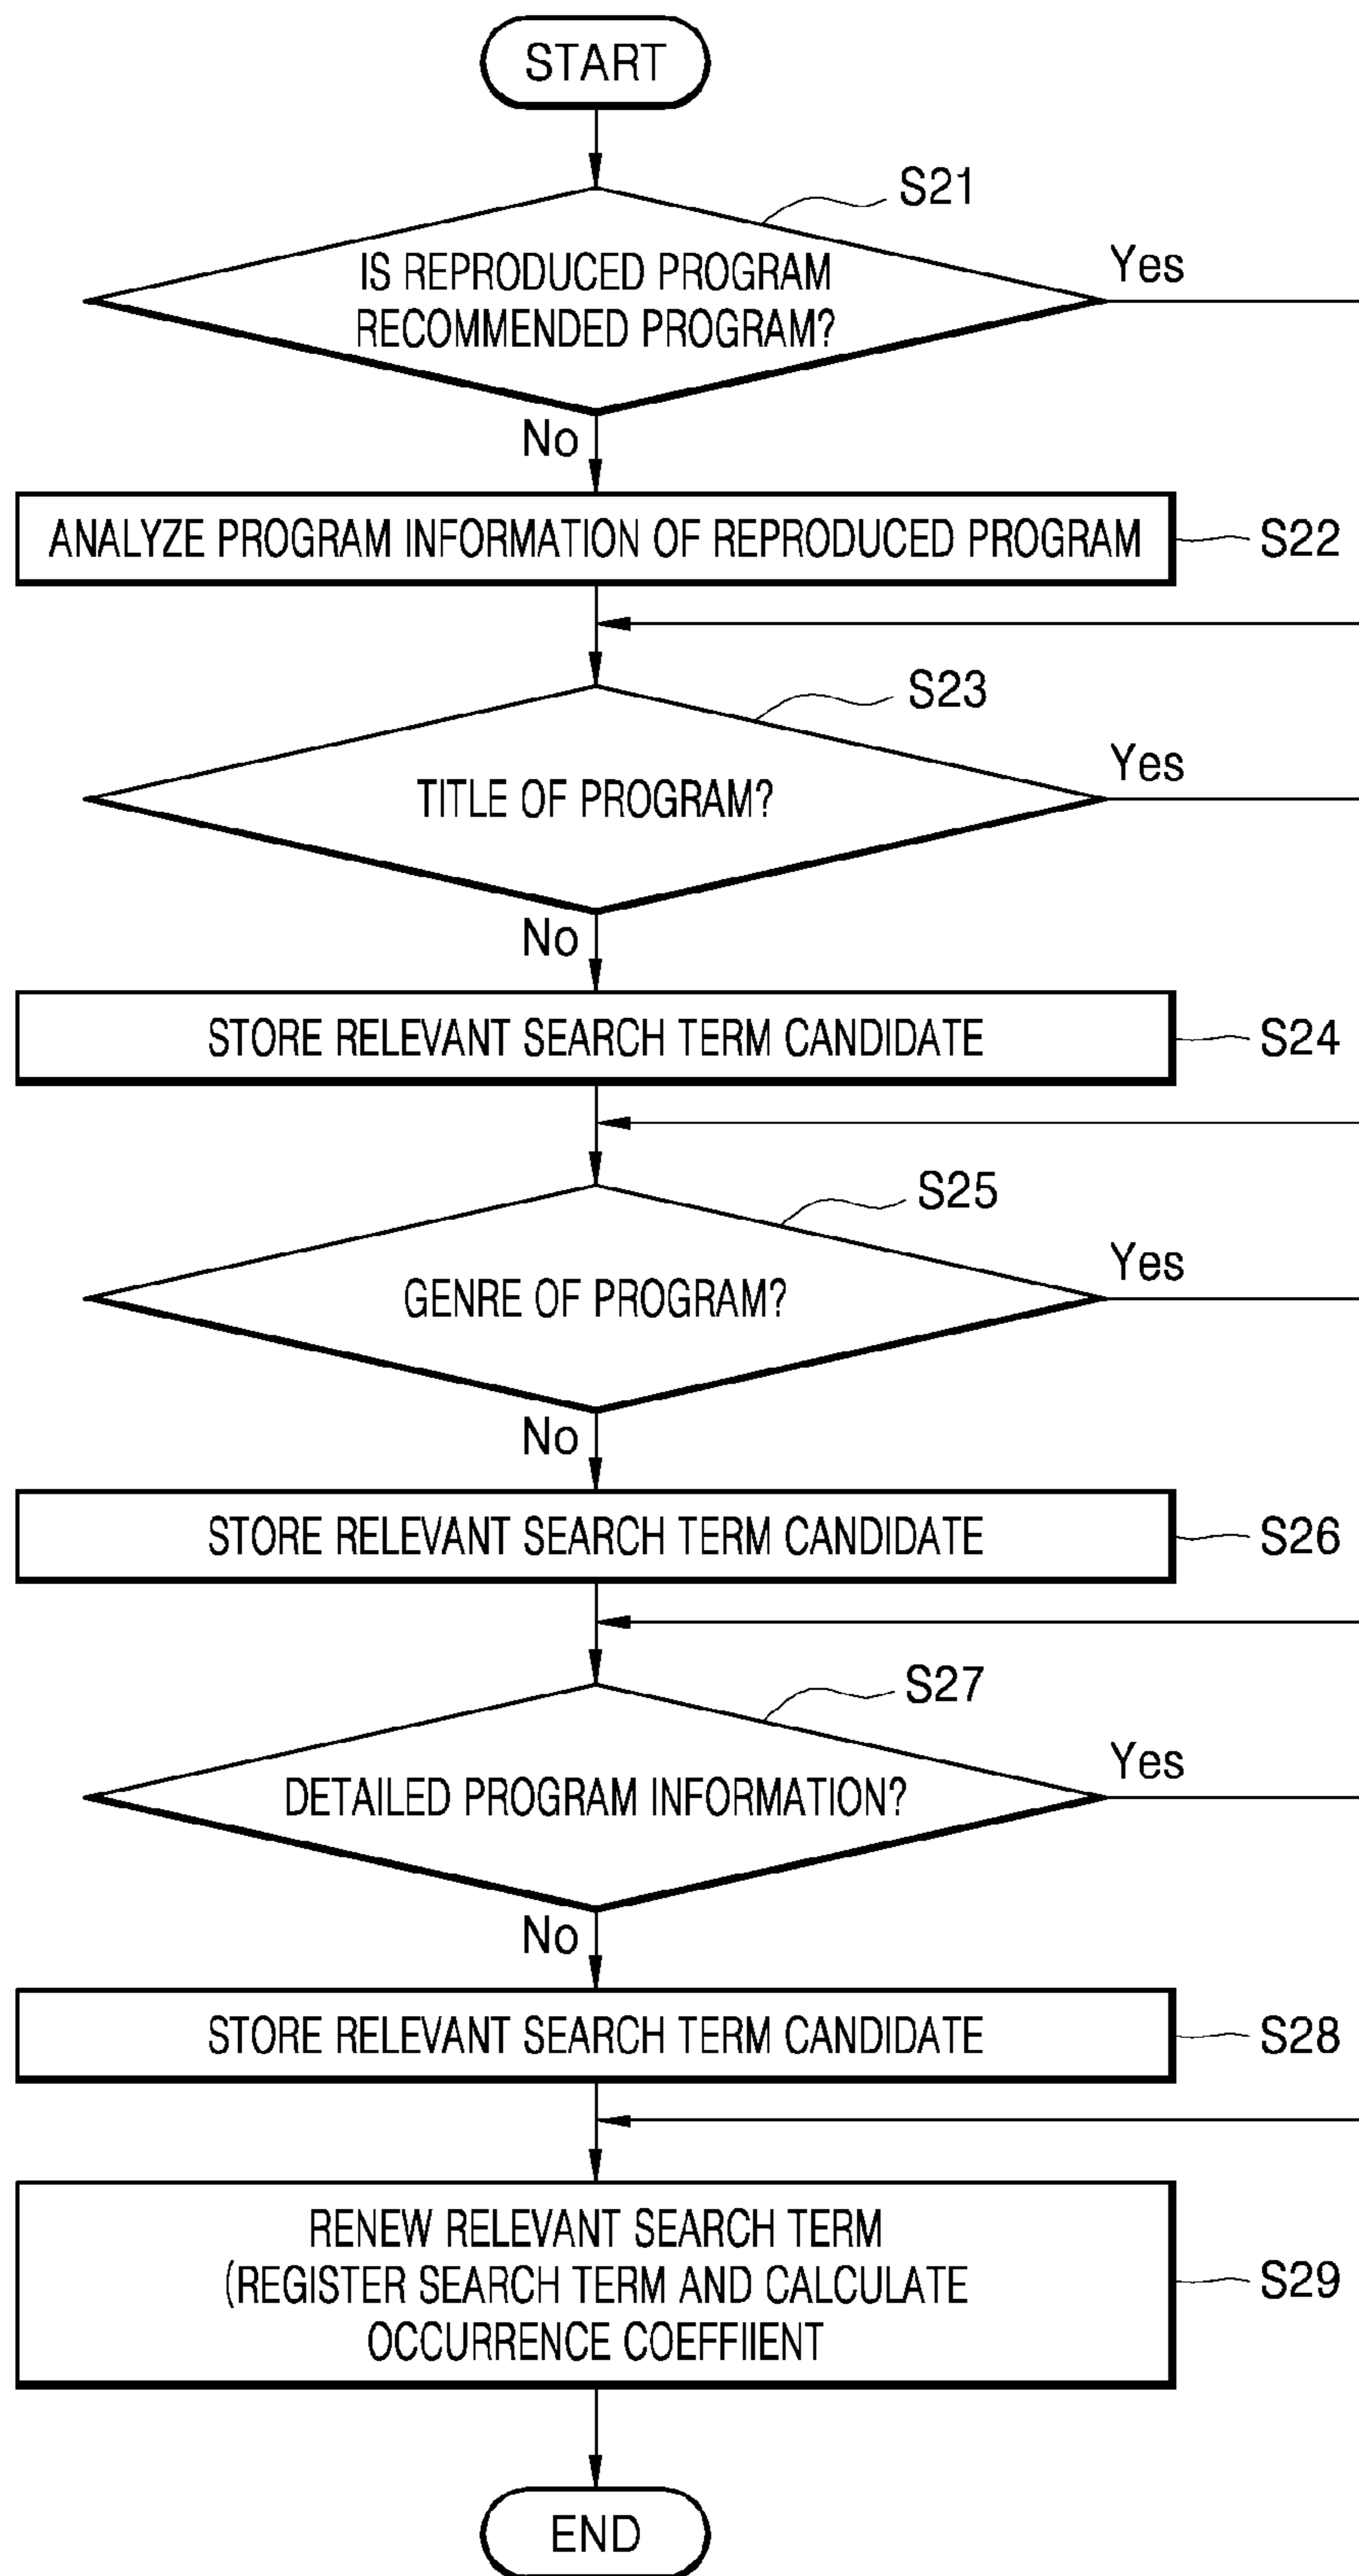 START
S21
IS REPRODUCED PROGRAM
RECOMMENDED PROGRAM?
Yes
No
ANALYZE PROGRAM INFORMATION OF REPRODUCED PROGRAM
S22
S23
TITLE OF PROGRAM?
Yes
No
STORE RELEVANT SEARCH TERM CANDIDATE
S24
S25
GENRE OF PROGRAM?
Yes
No
STORE RELEVANT SEARCH TERM CANDIDATE
S26
S27
DETAILED PROGRAM INFORMATION?
Yes
No
STORE RELEVANT SEARCH TERM CANDIDATE
S28
RENEW RELEVANT SEARCH TERM
(REGISTER SEARCH TERM AND CALCULATE
OCCURRENCE COEFFIIENT
S29
END